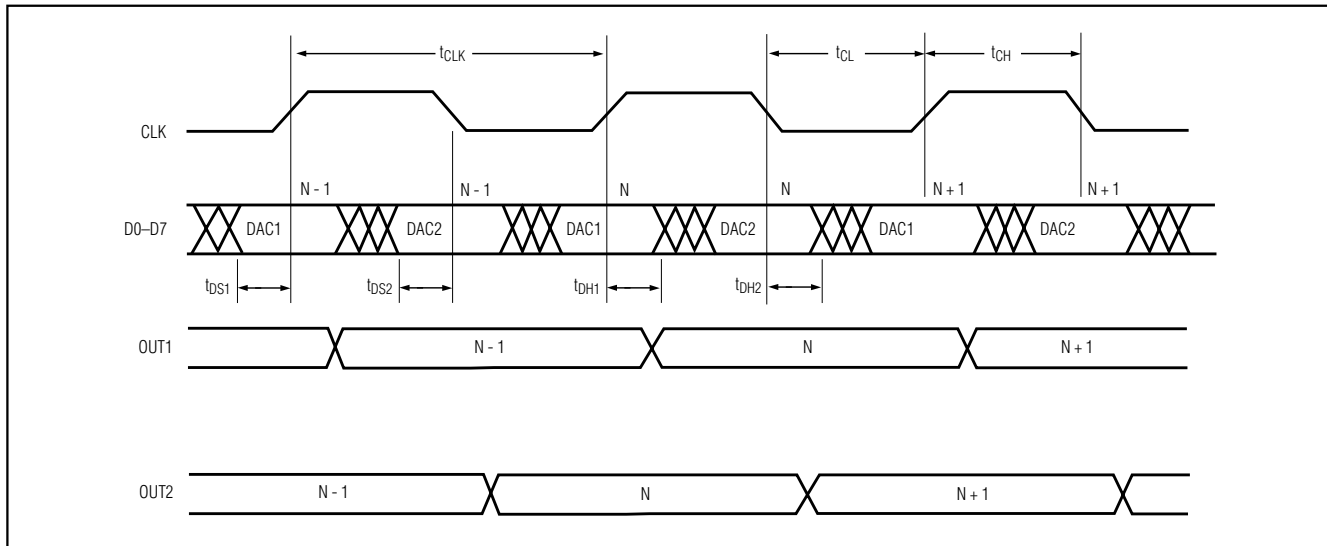 tCLK
tCL
tCH
CLK
N - 1
N - 1
N
N
N + 1
N + 1
D0–D7
DAC1
DAC2
DAC1
DAC2
DAC1
DAC2
tDS1
tDS2
tDH1
tDH2
OUT1
N - 1
N
N + 1
OUT2
N - 1
N
N + 1